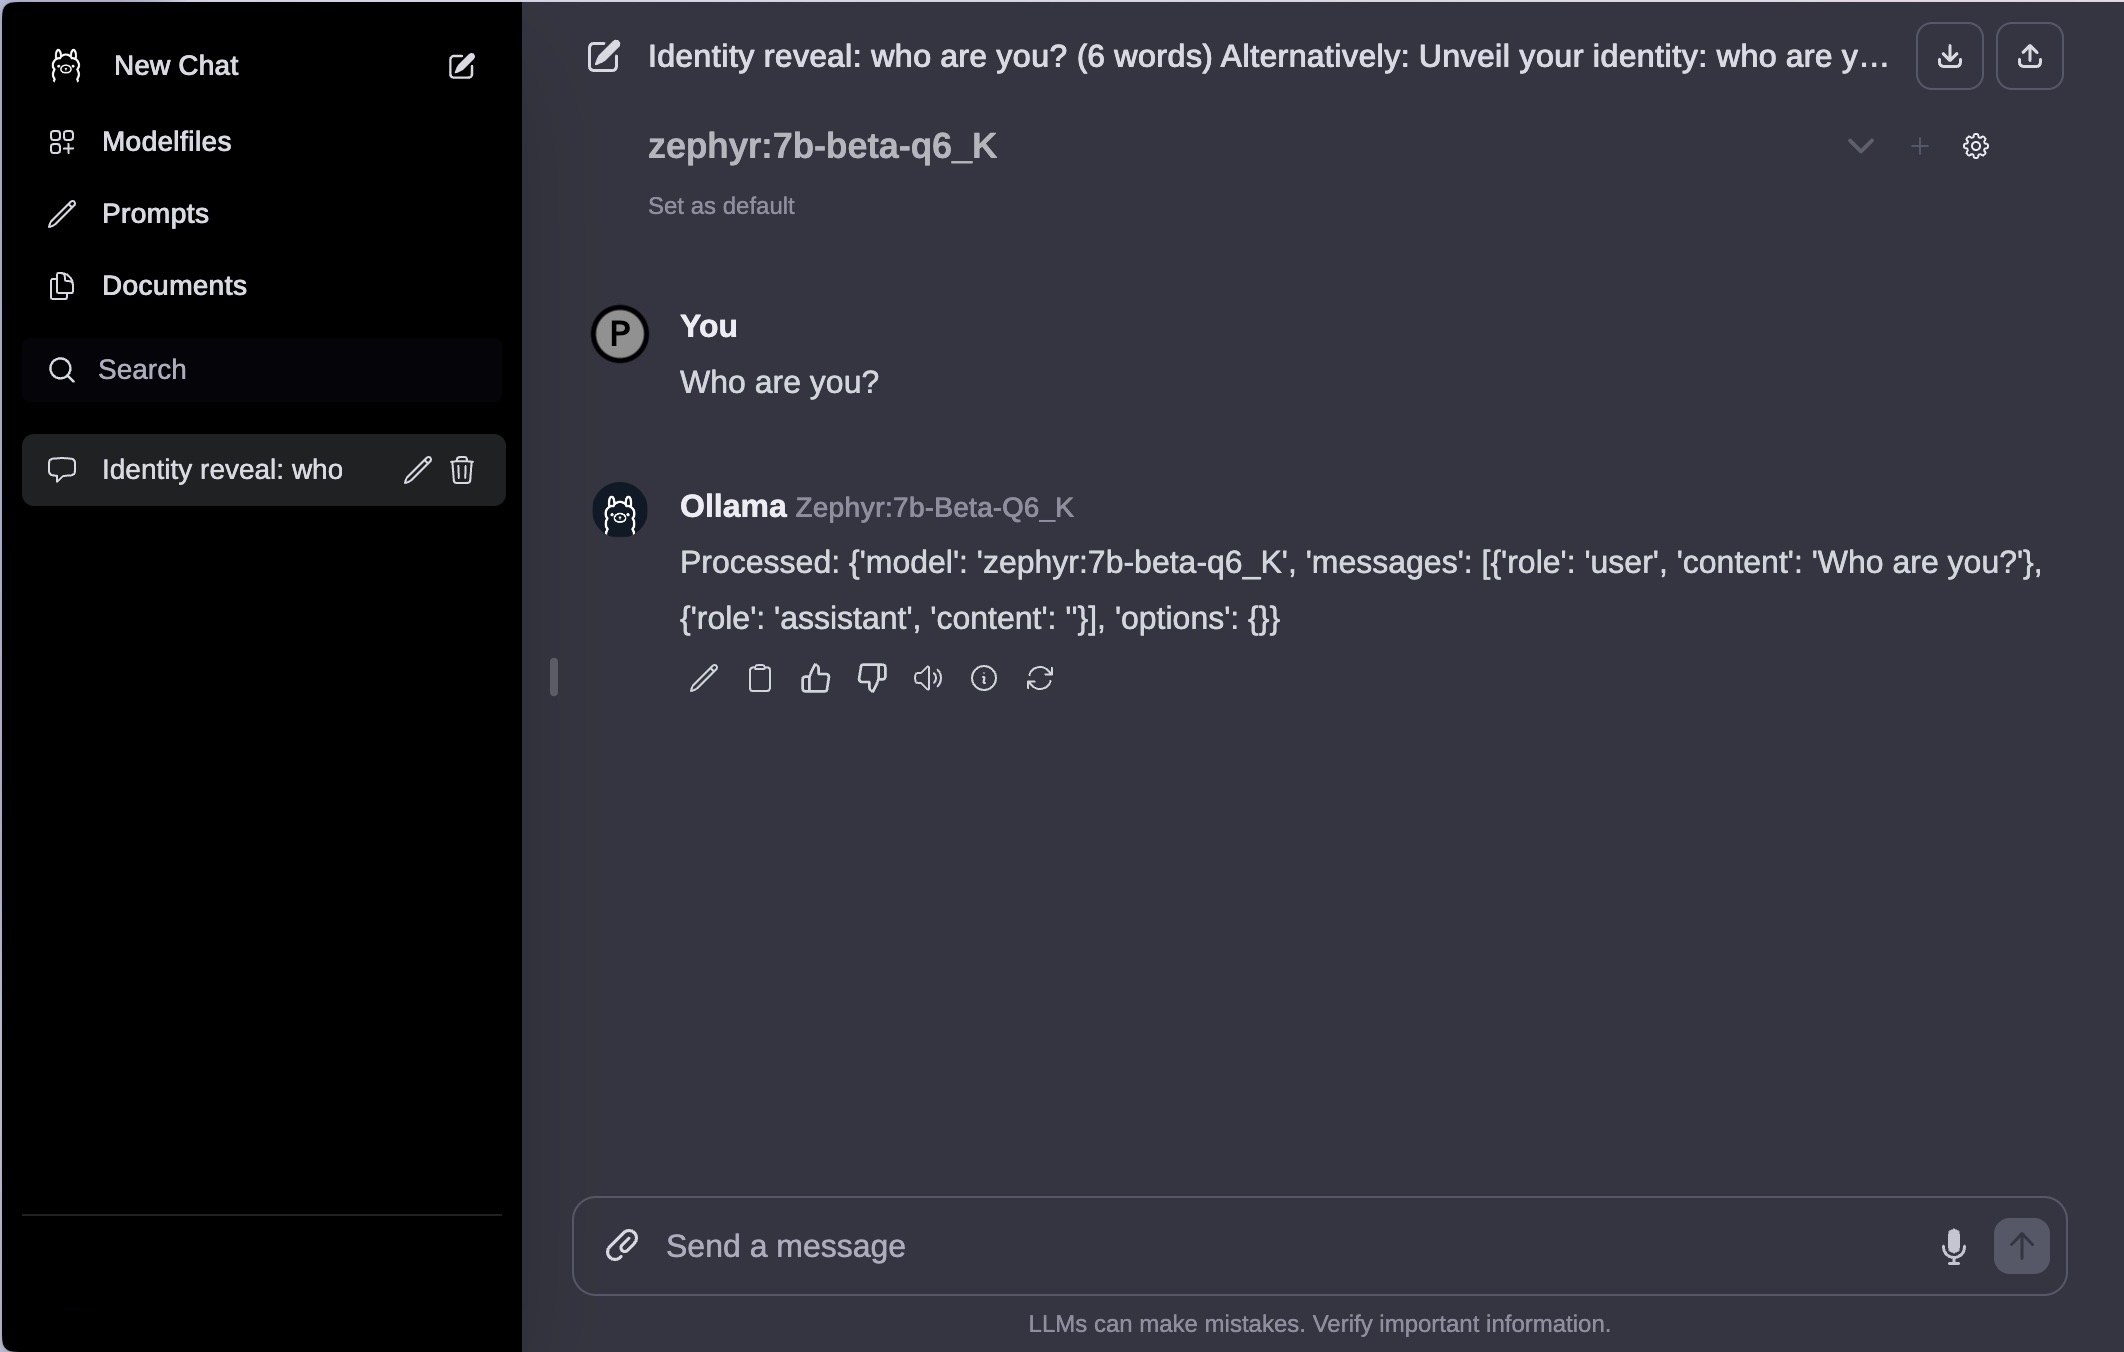 New Chat
Modelfiles
Prompts
Documents
Search
Identity reveal: who
Identity reveal: who are you? (6 words) Alternatively: Unveil your identity: who are y...
zephyr:7b-beta-q6_K
Set as default
P
You
Who are you?
Ollama Zephyr:7b-Beta-Q6_K
Processed: {'model': 'zephyr:7b-beta-q6_K', 'messages': [{'role': 'user', 'content': 'Who are you?'},
{'role': 'assistant', 'content': ''}], 'options': {}}
Send a message
LLMs can make mistakes. Verify important information.